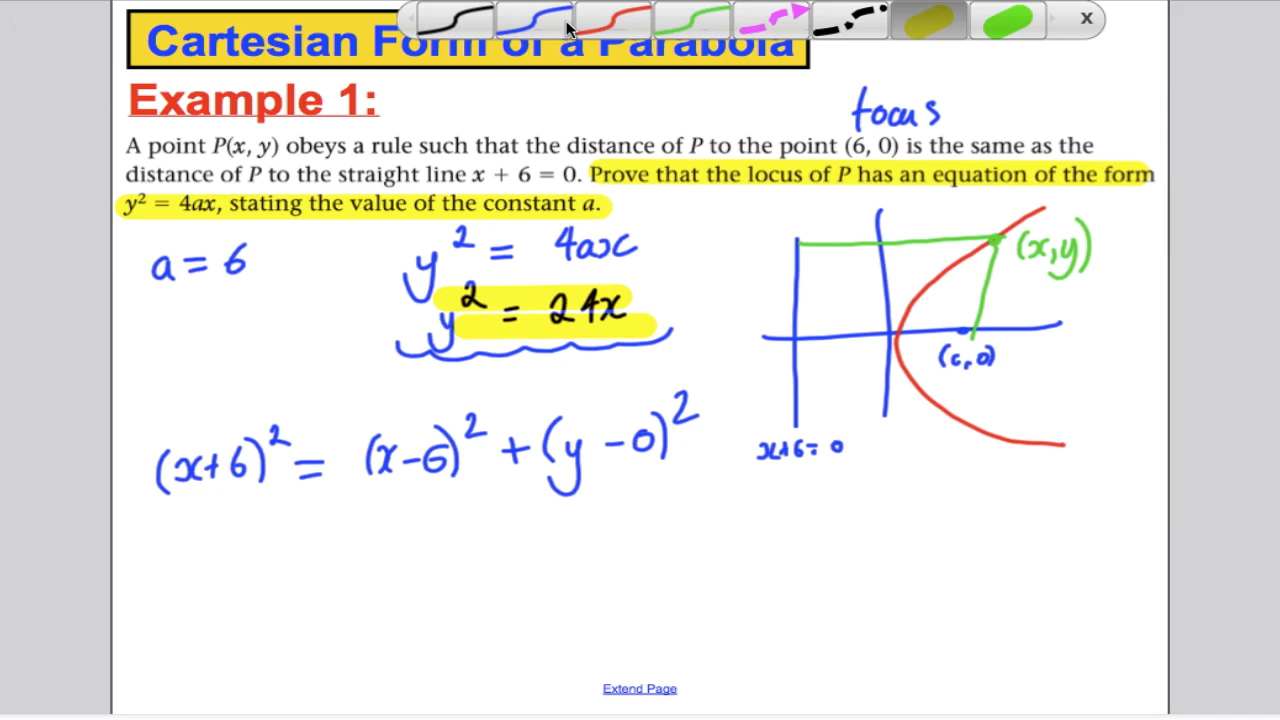 Cartesian Form of a Parabola
x
Example 1:
focus
A point P(x, y) obeys a rule such that the distance of P to the point (6, 0) is the same as the
distance of P to the straight line x + 6 = 0. Prove that the locus of P has an equation of the form
y² = 4ax, stating the value of the constant a.
a = 6
y² = 4ax
y² = 24x
(x,y)
(6,0)
x+6=0
(x+6)² = (x-6)² + (y-0)²
Extend Page